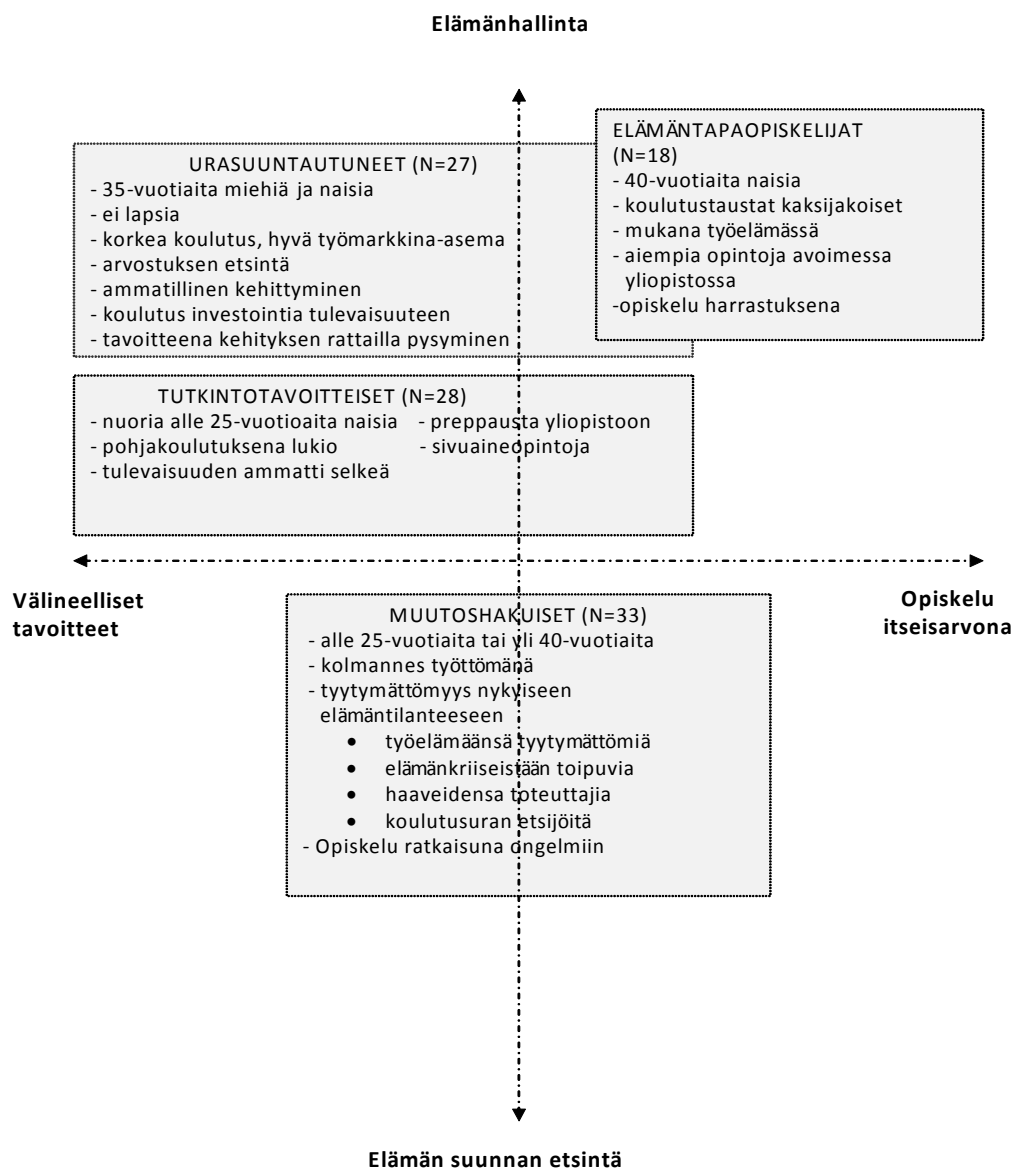 Elämänhallinta
URASUUNTAUTUNEET (N=27)
- 35-vuotiaita miehiä ja naisia
- ei lapsia
- korkea koulutus, hyvä työmarkkina-asema
- arvostuksen etsintä
- ammatillinen kehittyminen
- koulutus investointia tulevaisuuteen
- tavoitteena kehityksen rattailla pysyminen
ELÄMÄNTAPAOPISKELIJAT
(N=18)
- 40-vuotiaita naisia
- koulutustaustat kaksijakoiset
- mukana työelämässä
- aiempia opintoja avoimessa
yliopistossa
-opiskelu harrastuksena
TUTKINTOTAVOITTEISET (N=28)
- nuoria alle 25-vuotioaita naisia - preppausta yliopistoon
- pohjakoulutuksena lukio - sivuaineopintoja
- tulevaisuuden ammatti selkeä
Välineelliset
tavoitteet
Opiskelu
itseisarvona
MUUTOSHAKUISET (N=33)
- alle 25-vuotiaita tai yli 40-vuotiaita
- kolmannes työttömänä
- tyytymättömyys nykyiseen
elämäntilanteeseen
• työelämäänsä tyytymättömiä
• elämänkriiseistään toipuvia
• haaveidensa toteuttajia
• koulutusuran etsijöitä
- Opiskelu ratkaisuna ongelmiin
Elämän suunnan etsintä